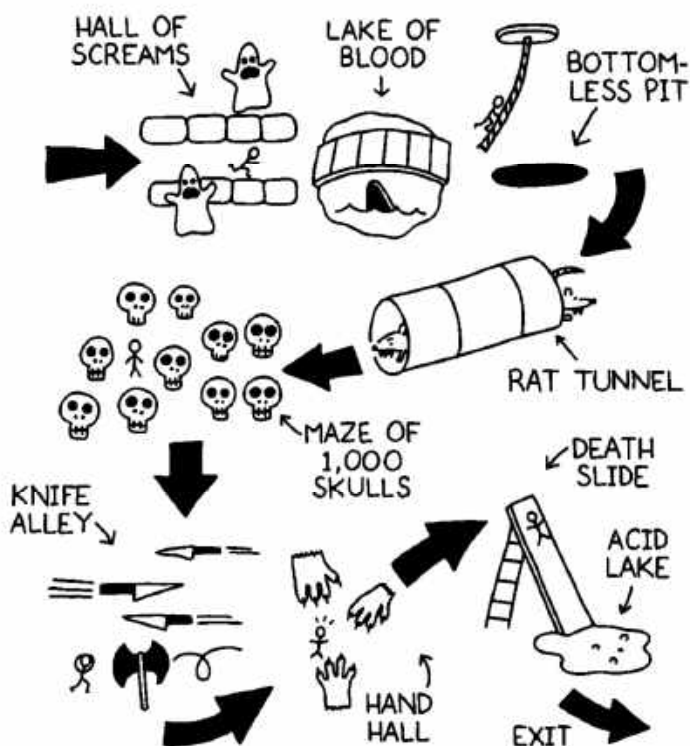 HALL OF
SCREAMS
LAKE OF
BLOOD
BOTTOM-
LESS PIT
RAT TUNNEL
MAZE OF
1,000
SKULLS
KNIFE
ALLEY
HAND
HALL
DEATH
SLIDE
ACID
LAKE
EXIT